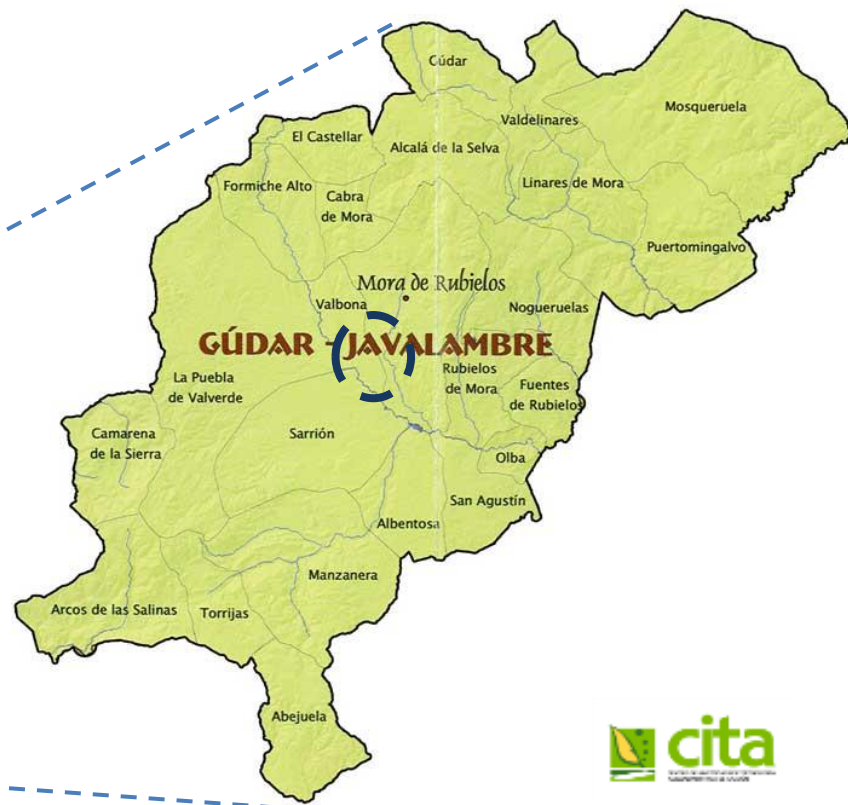 Gúdar
Mosqueruela
Valdelinares
El Castellar
Alcalá de la Selva
Formiche Alto
Linares de Mora
Cabra
de Mora
Puertomingalvo
Mora de Rubielos
Valbona
Nogueruelas
GÚDAR - JAVALAMBRE
La Puebla
de Valverde
Rubielos
de Mora
Fuentes
de Rubielos
Camarena
de la Sierra
Sarrión
Olba
San Agustín
Albentosa
Manzanera
Arcos de las Salinas
Torrijas
Abejuela
cita